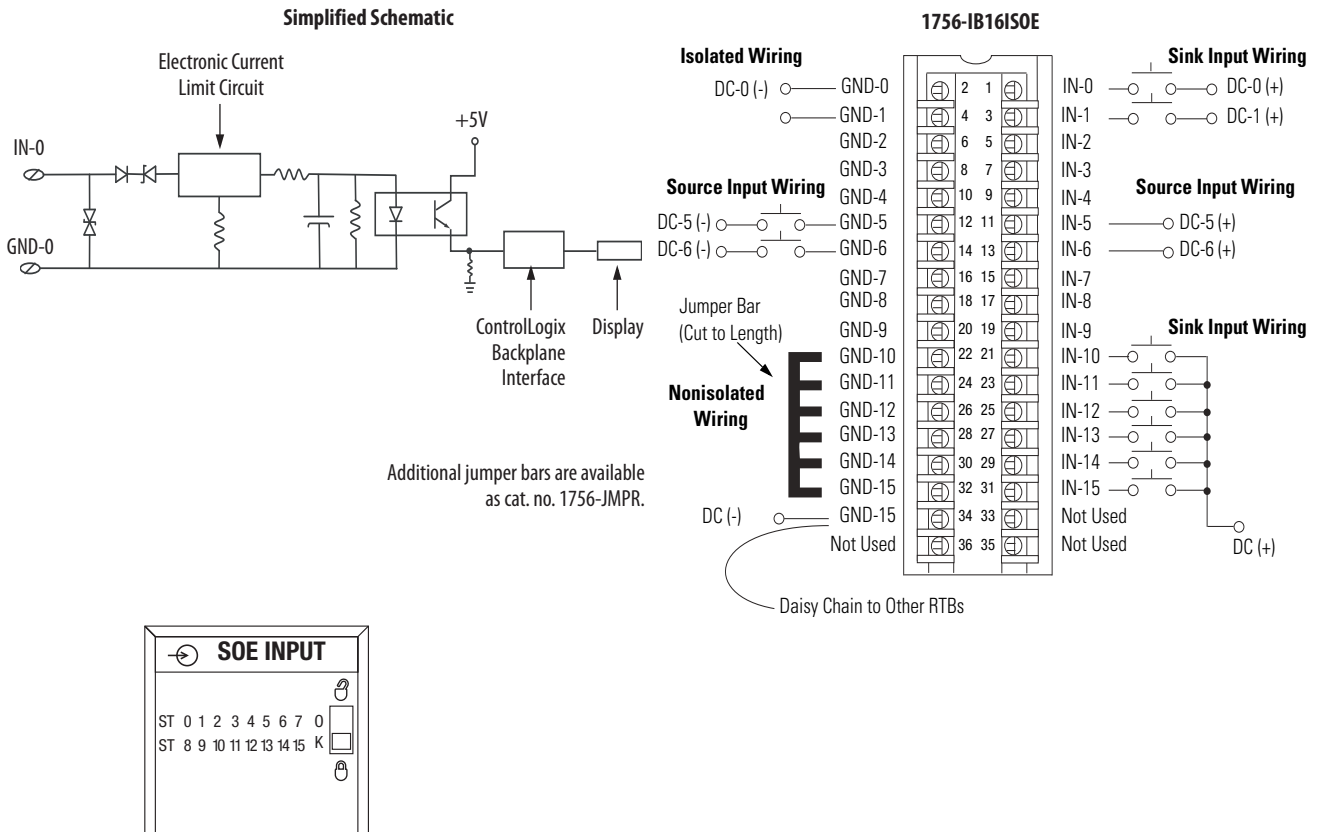 Simplified Schematic
Electronic Current
Limit Circuit
+5V
IN-0
GND-0
ControlLogix
Backplane
Interface
Display
Additional jumper bars are available
as cat. no. 1756-JMPR.
1756-IB16ISOE
Isolated Wiring
Sink Input Wiring
DC-0 (-) GND-0 2 1 IN-0 DC-0 (+)
GND-1 4 3 IN-1 DC-1 (+)
GND-2 6 5 IN-2
GND-3 8 7 IN-3
Source Input Wiring
Source Input Wiring
GND-4 10 9 IN-4
DC-5 (-) GND-5 12 11 IN-5 DC-5 (+)
DC-6 (-) GND-6 14 13 IN-6 DC-6 (+)
GND-7 16 15 IN-7
GND-8 18 17 IN-8
Jumper Bar
(Cut to Length)
GND-9 20 19 IN-9
Sink Input Wiring
GND-10 22 21 IN-10
GND-11 24 23 IN-11
Nonisolated
Wiring
GND-12 26 25 IN-12
GND-13 28 27 IN-13
GND-14 30 29 IN-14
GND-15 32 31 IN-15
DC (-) GND-15 34 33 Not Used
Not Used 36 35 Not Used
DC (+)
Daisy Chain to Other RTBs
SOE INPUT
ST 0 1 2 3 4 5 6 7 O
ST 8 9 10 11 12 13 14 15 K